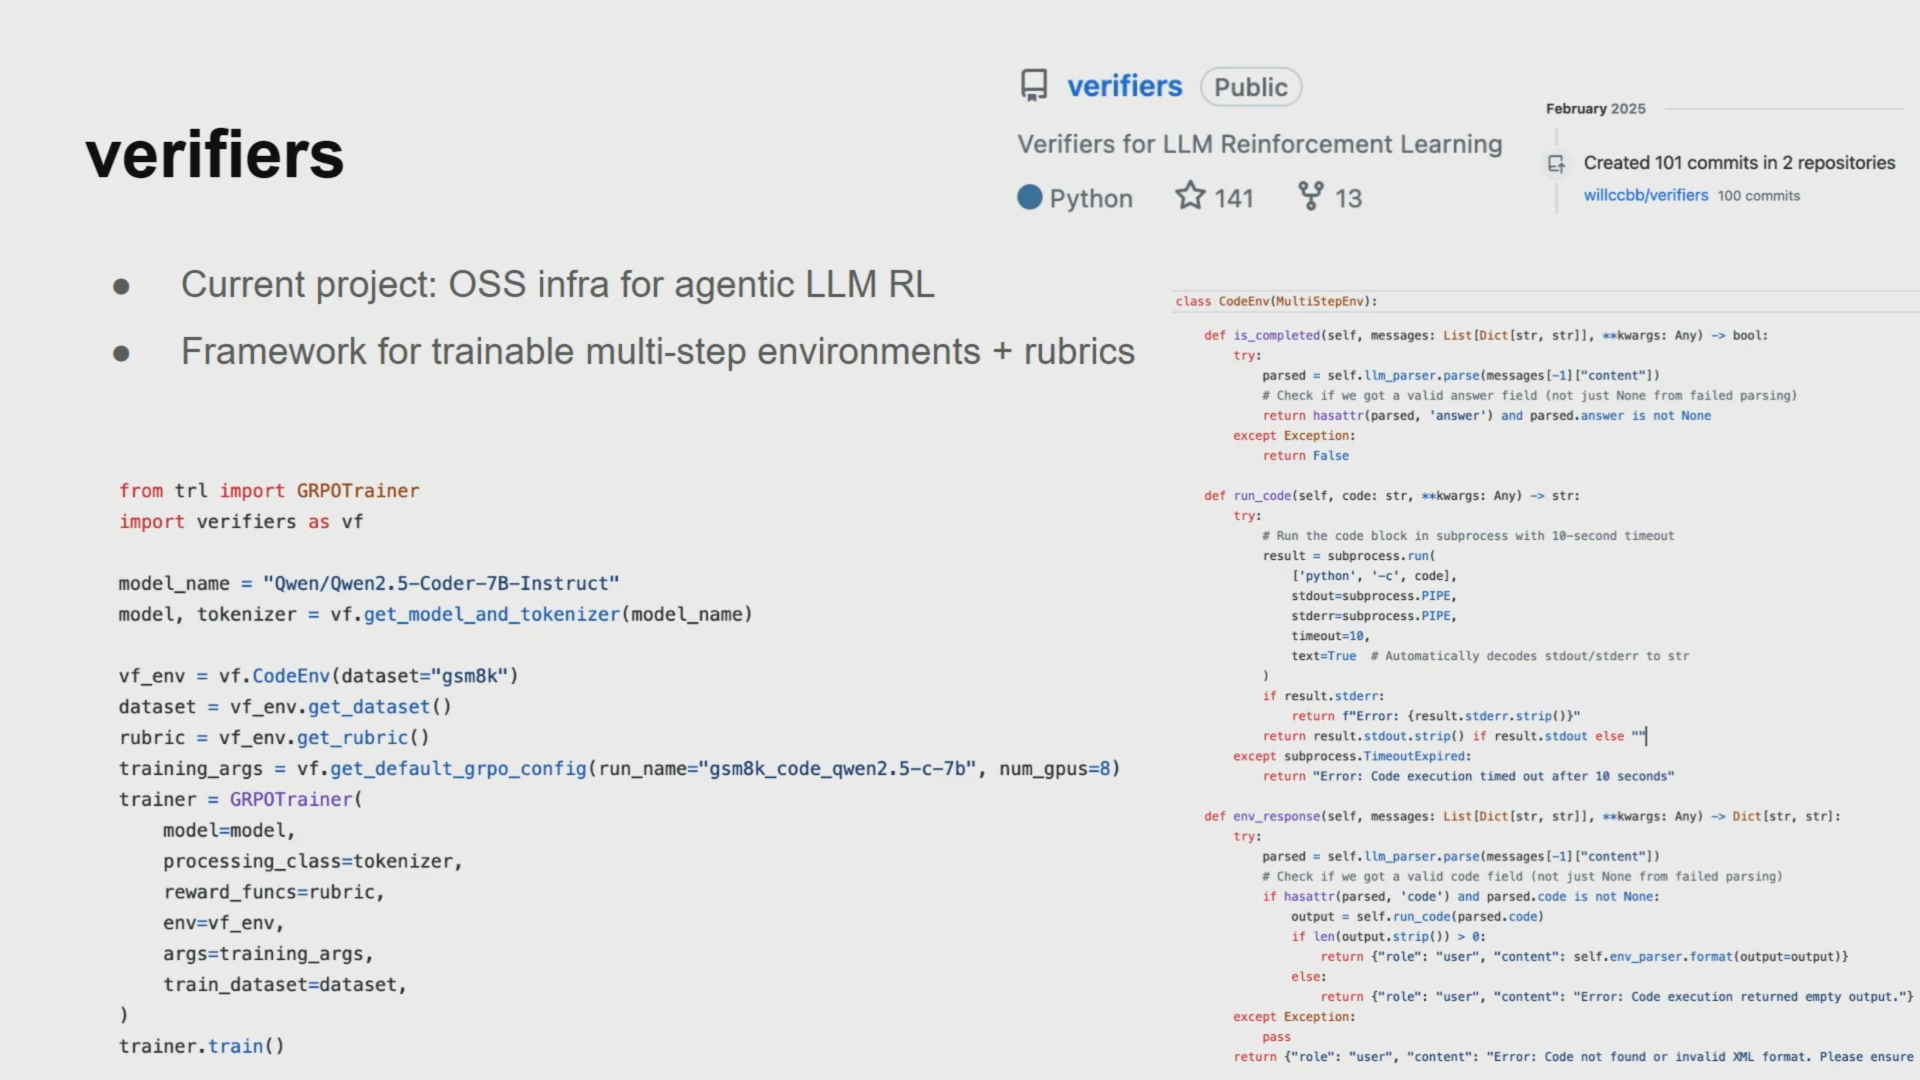 verifiers
verifiers Public
Verifiers for LLM Reinforcement Learning
Python 141 13
February 2025
Created 101 commits in 2 repositories
willccbb/verifiers 100 commits
● Current project: OSS infra for agentic LLM RL
● Framework for trainable multi-step environments + rubrics
from trl import GRPOTrainer
import verifiers as vf
model_name = "Qwen/Qwen2.5-Coder-7B-Instruct"
model, tokenizer = vf.get_model_and_tokenizer(model_name)
vf_env = vf.CodeEnv(dataset="gsm8k")
dataset = vf_env.get_dataset()
rubric = vf_env.get_rubric()
training_args = vf.get_default_grpo_config(run_name="gsm8k_code_qwen2.5-c-7b", num_gpus=8)
trainer = GRPOTrainer(
    model=model,
    processing_class=tokenizer,
    reward_funcs=rubric,
    env=vf_env,
    args=training_args,
    train_dataset=dataset,
)
trainer.train()
class CodeEnv(MultiStepEnv):
    def is_completed(self, messages: List[Dict[str, str]], **kwargs: Any) -> bool:
        try:
            parsed = self.llm_parser.parse(messages[-1]["content"])
            # Check if we got a valid answer field (not just None from failed parsing)
            return hasattr(parsed, 'answer') and parsed.answer is not None
        except Exception:
            return False
    def run_code(self, code: str, **kwargs: Any) -> str:
        try:
            # Run the code block in subprocess with 10-second timeout
            result = subprocess.run(
                ['python', '-c', code],
                stdout=subprocess.PIPE,
                stderr=subprocess.PIPE,
                timeout=10,
                text=True  # Automatically decodes stdout/stderr to str
            )
            if result.stderr:
                return f"Error: {result.stderr.strip()}"
            return result.stdout.strip() if result.stdout else ""
        except subprocess.TimeoutExpired:
            return "Error: Code execution timed out after 10 seconds"
    def env_response(self, messages: List[Dict[str, str]], **kwargs: Any) -> Dict[str, str]:
        try:
            parsed = self.llm_parser.parse(messages[-1]["content"])
            # Check if we got a valid code field (not just None from failed parsing)
            if hasattr(parsed, 'code') and parsed.code is not None:
                output = self.run_code(parsed.code)
                if len(output.strip()) > 0:
                    return {"role": "user", "content": self.env_parser.format(output=output)}
                else:
                    return {"role": "user", "content": "Error: Code execution returned empty output."}
        except Exception:
            pass
        return {"role": "user", "content": "Error: Code not found or invalid XML format. Please ensure